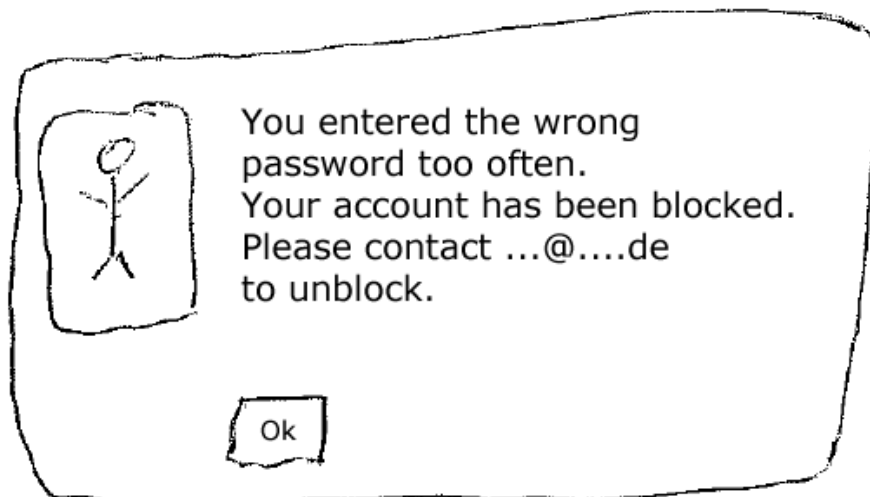 You entered the wrong
password too often.
Your account has been blocked.
Please contact ...@....de
to unblock.
Ok